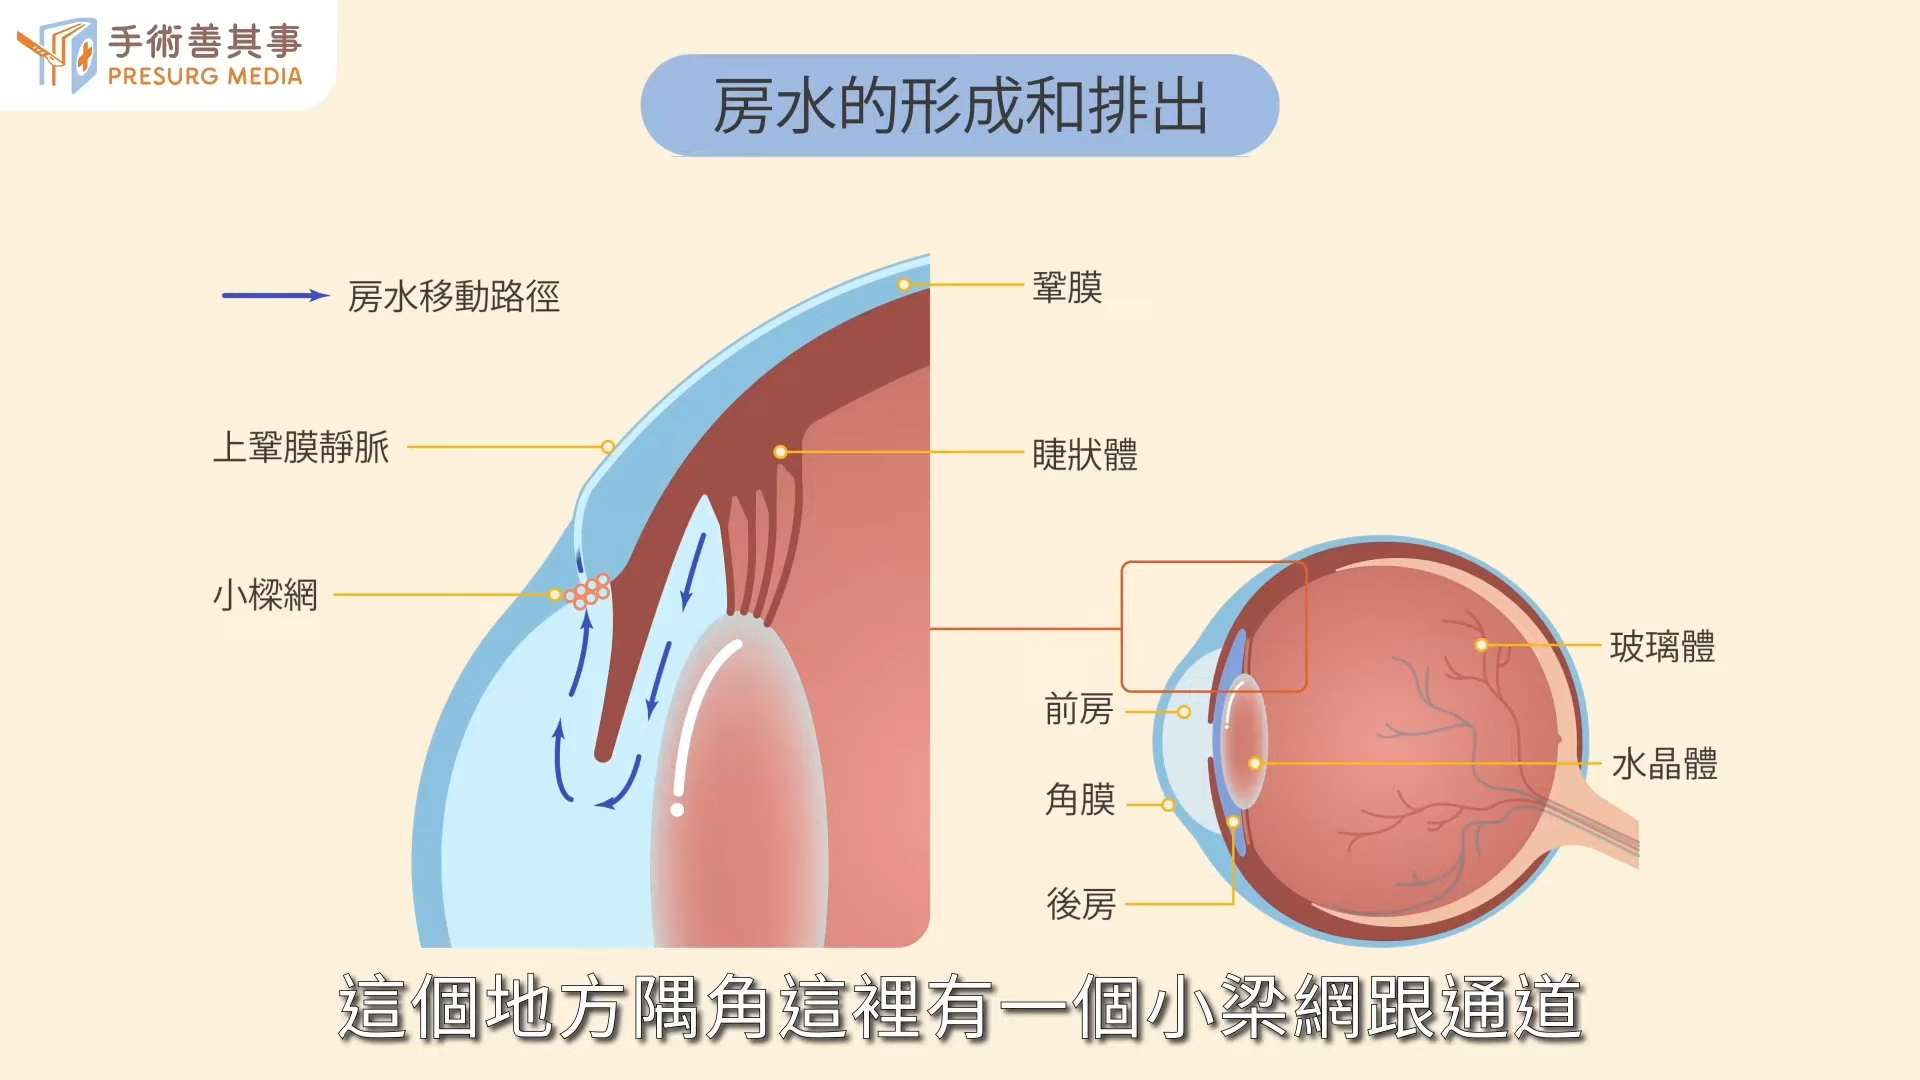 手術善其事
PRESURG MEDIA
房水的形成和排出
房水移動路徑
鞏膜
上鞏膜靜脈
睫狀體
小樑網
玻璃體
前房
水晶體
角膜
後房
這個地方隅角這裡有一個小梁網跟通道